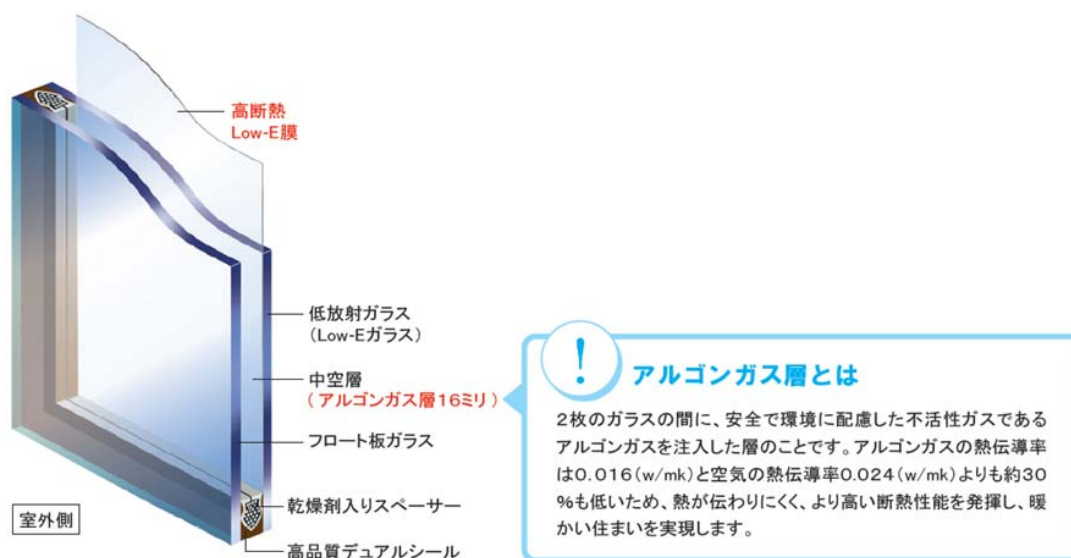 高断熱
Low-E膜
低放射ガラス
(Low-Eガラス)
中空層
(アルゴンガス層16ミリ)
フロート板ガラス
乾燥剤入りスペーサー
高品質デュアルシール
室外側
!
アルゴンガス層とは
2枚のガラスの間に、安全で環境に配慮した不活性ガスである
アルゴンガスを注入した層のことです。アルゴンガスの熱伝導率
は0.016(w/mk)と空気の熱伝導率0.024(w/mk)よりも約30
%も低いため、熱が伝わりにくく、より高い断熱性能を発揮し、暖
かい住まいを実現します。